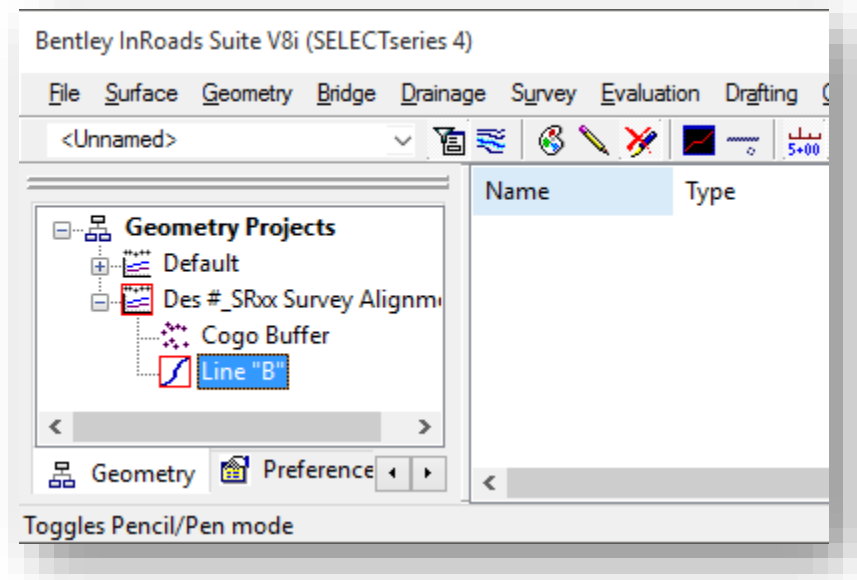 Bentley InRoads Suite V8i (SELECTseries 4)
File Surface Geometry Bridge Drainage Survey Evaluation Drafting
<Unnamed> 5+00
Name Type
Geometry Projects
Default
Des #_SRxx Survey Alignm
Cogo Buffer
Line "B"
Geometry Preference
Toggles Pencil/Pen mode